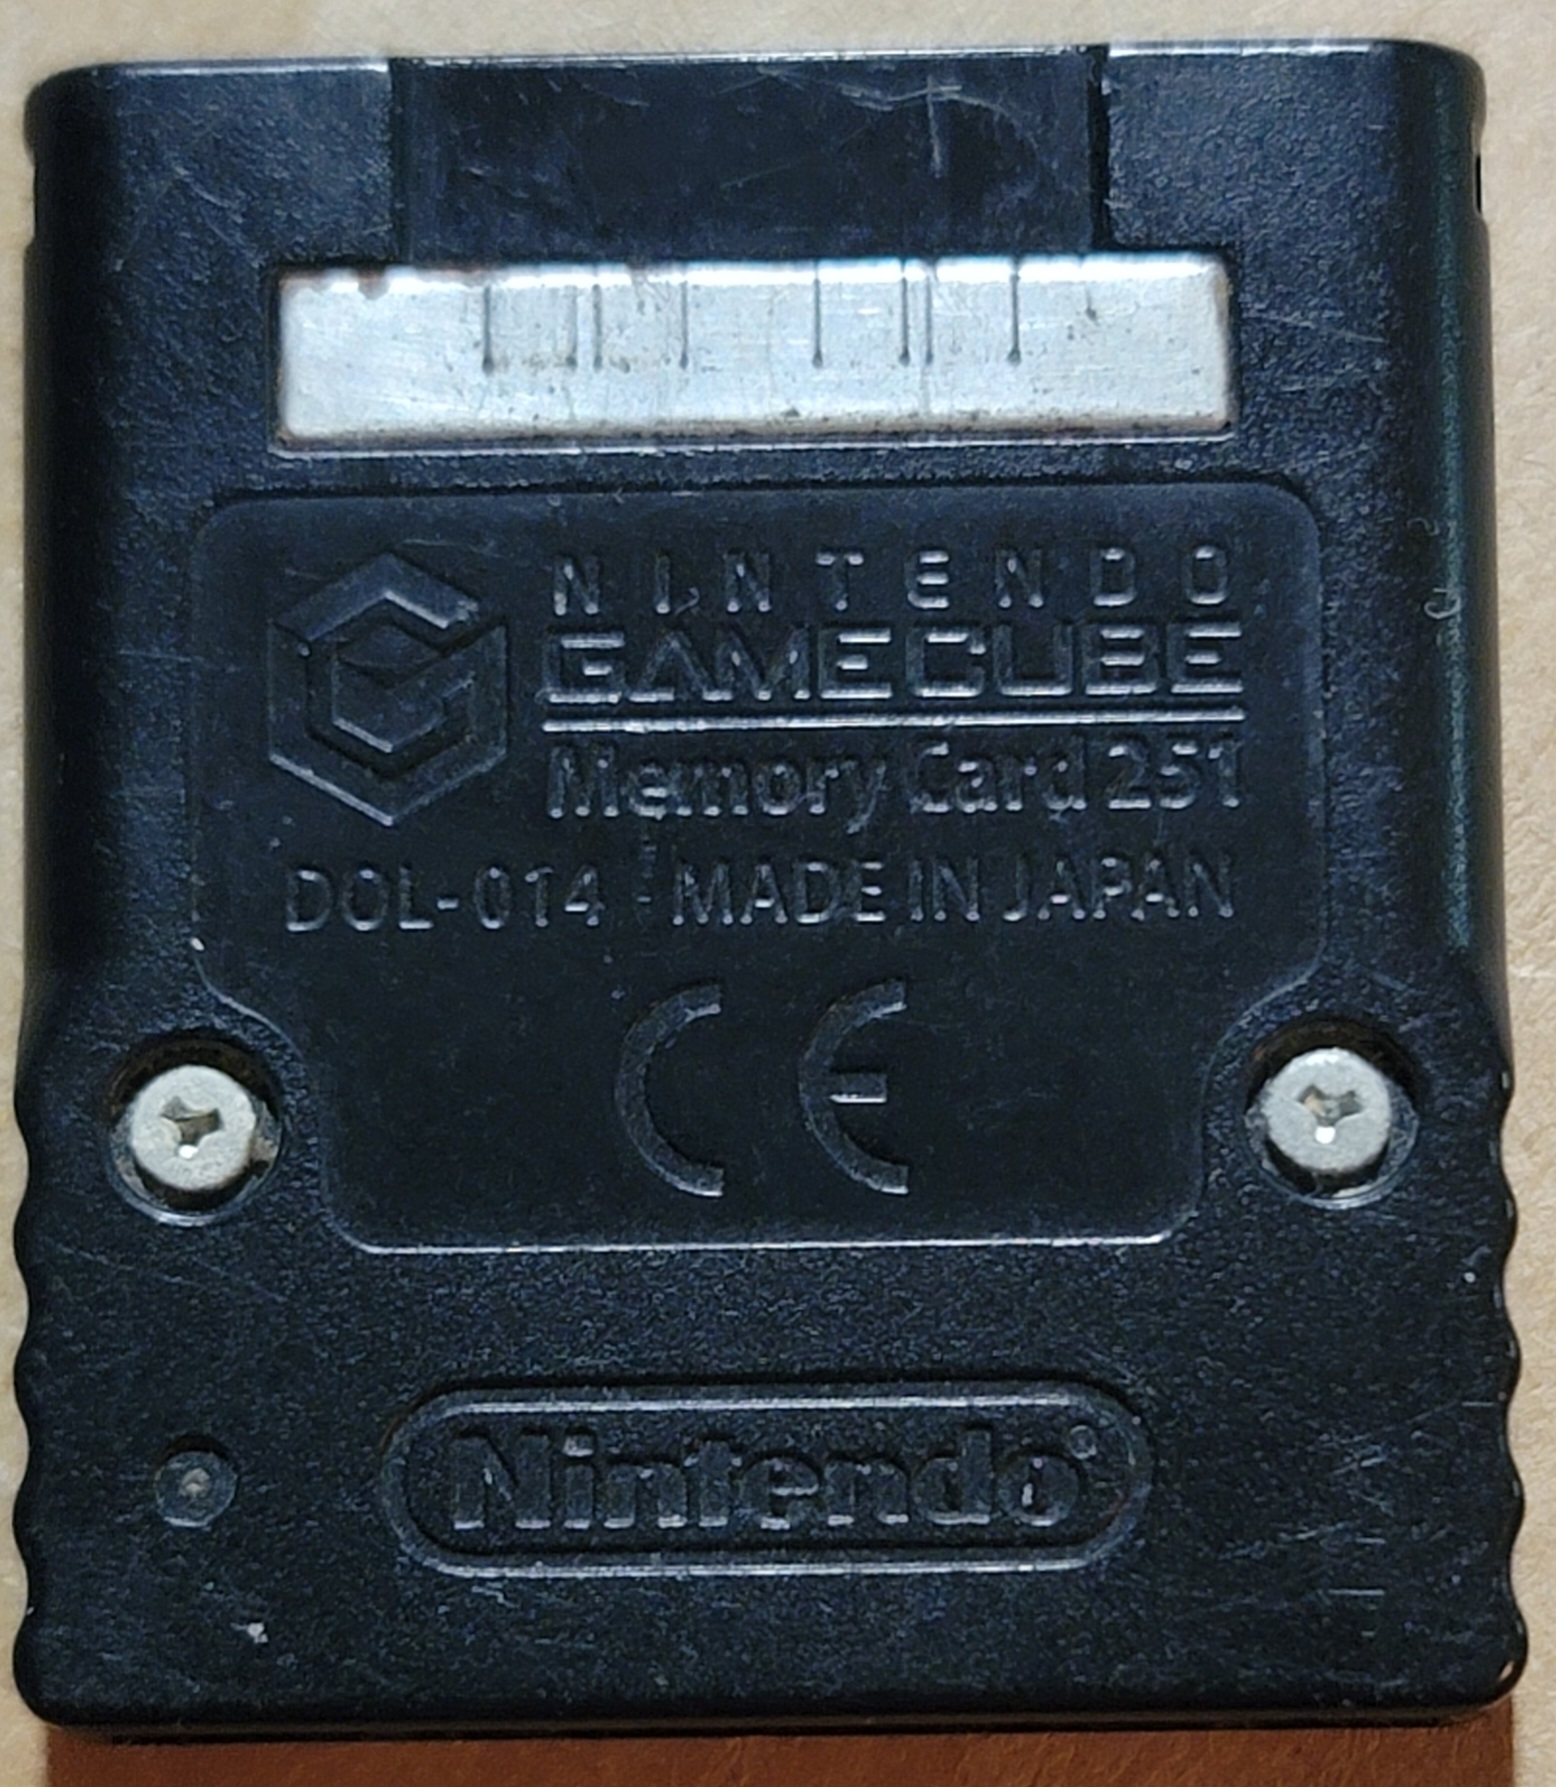 NINTENDO
GAMECUBE
Memory Card 251
DOL-014 MADE IN JAPAN
CE
Nintendo®